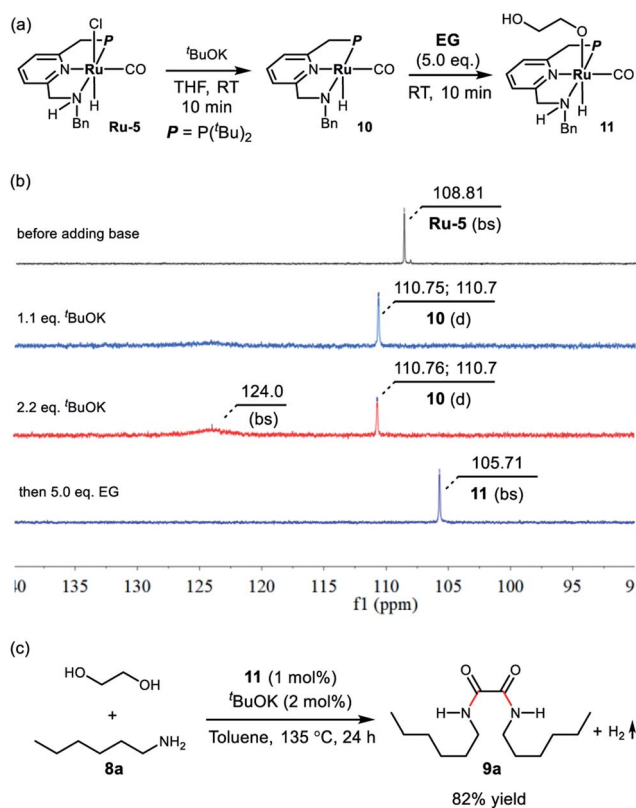 (a)
Cl
P
N Ru CO
H N H
Bn
Ru-5
ᵗBuOK
THF, RT
10 min
P = P(ᵗBu)₂
P
N Ru CO
N H
Bn
10
EG
(5.0 eq.)
RT, 10 min
HO
O
P
N Ru CO
H N H
Bn
11
(b)
108.81
Ru-5 (bs)
before adding base
110.75; 110.7
10 (d)
1.1 eq. ᵗBuOK
110.76; 110.7
10 (d)
124.0
(bs)
2.2 eq. ᵗBuOK
105.71
11 (bs)
then 5.0 eq. EG
40 135 130 125 120 115 110 105 100 95 9
f1 (ppm)
(c)
HO OH
+
NH₂
8a
11 (1 mol%)
ᵗBuOK (2 mol%)
Toluene, 135 °C, 24 h
O O
H-N N-H
9a
+ H₂
82% yield